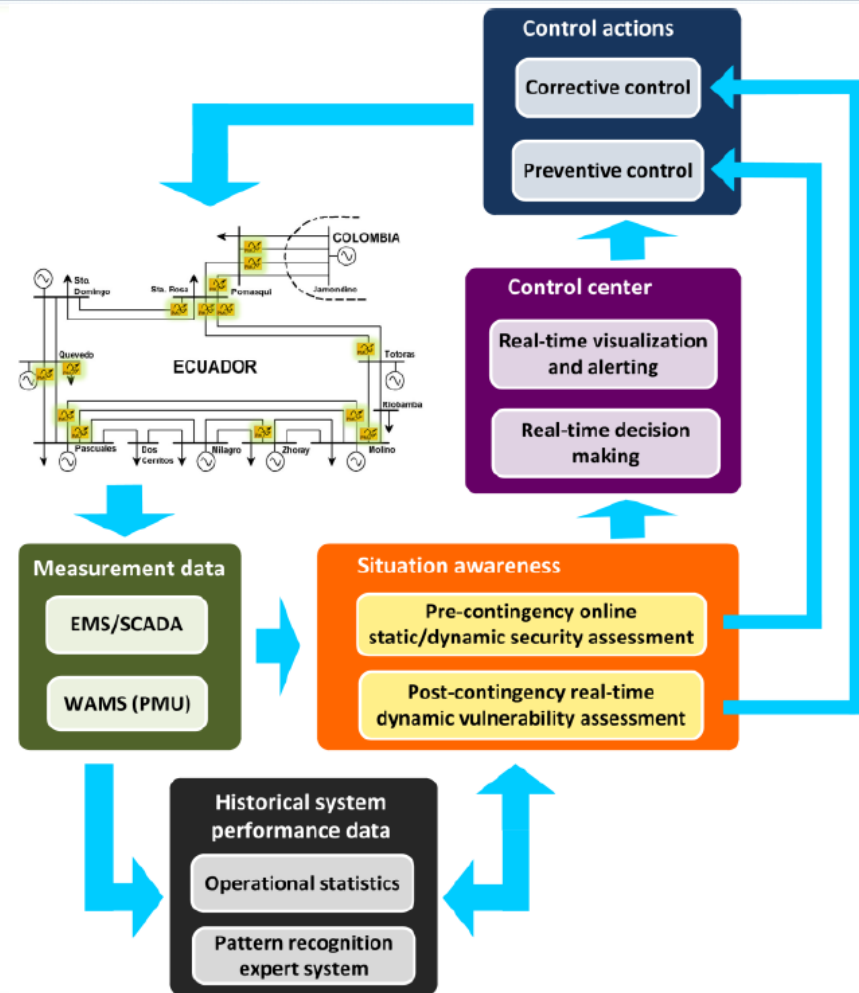 Control actions
Corrective control
Preventive control
COLOMBIA
Sto.
Domingo
Sta. Rosa
Pomasqui
Jamondino
Control center
Real-time visualization
and alerting
Real-time decision
making
Quevedo
ECUADOR
Totoras
Riobamba
Pascuales
Dos
Cerritos
Milagro
Zhoray
Molino
Measurement data
EMS/SCADA
WAMS (PMU)
Situation awareness
Pre-contingency online
static/dynamic security assessment
Post-contingency real-time
dynamic vulnerability assessment
Historical system
performance data
Operational statistics
Pattern recognition
expert system